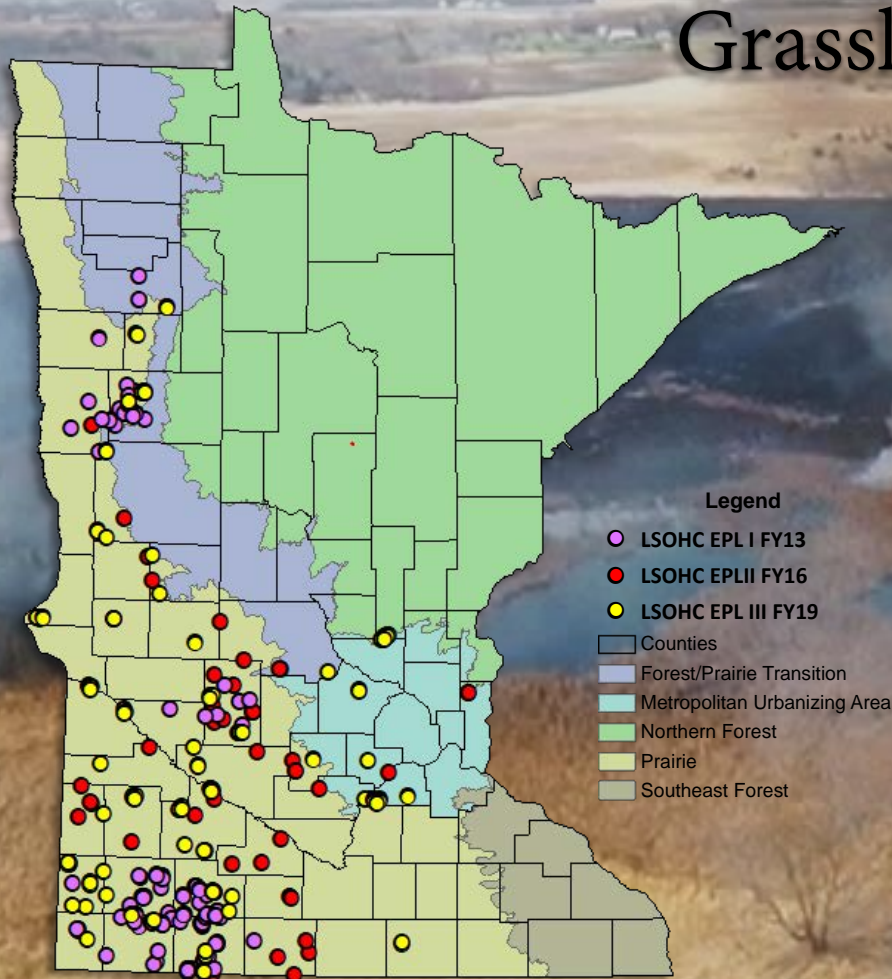 Grassl
Legend
LSOHC EPL I FY13
LSOHC EPLII FY16
LSOHC EPL III FY19
Counties
Forest/Prairie Transition
Metropolitan Urbanizing Area
Northern Forest
Prairie
Southeast Forest